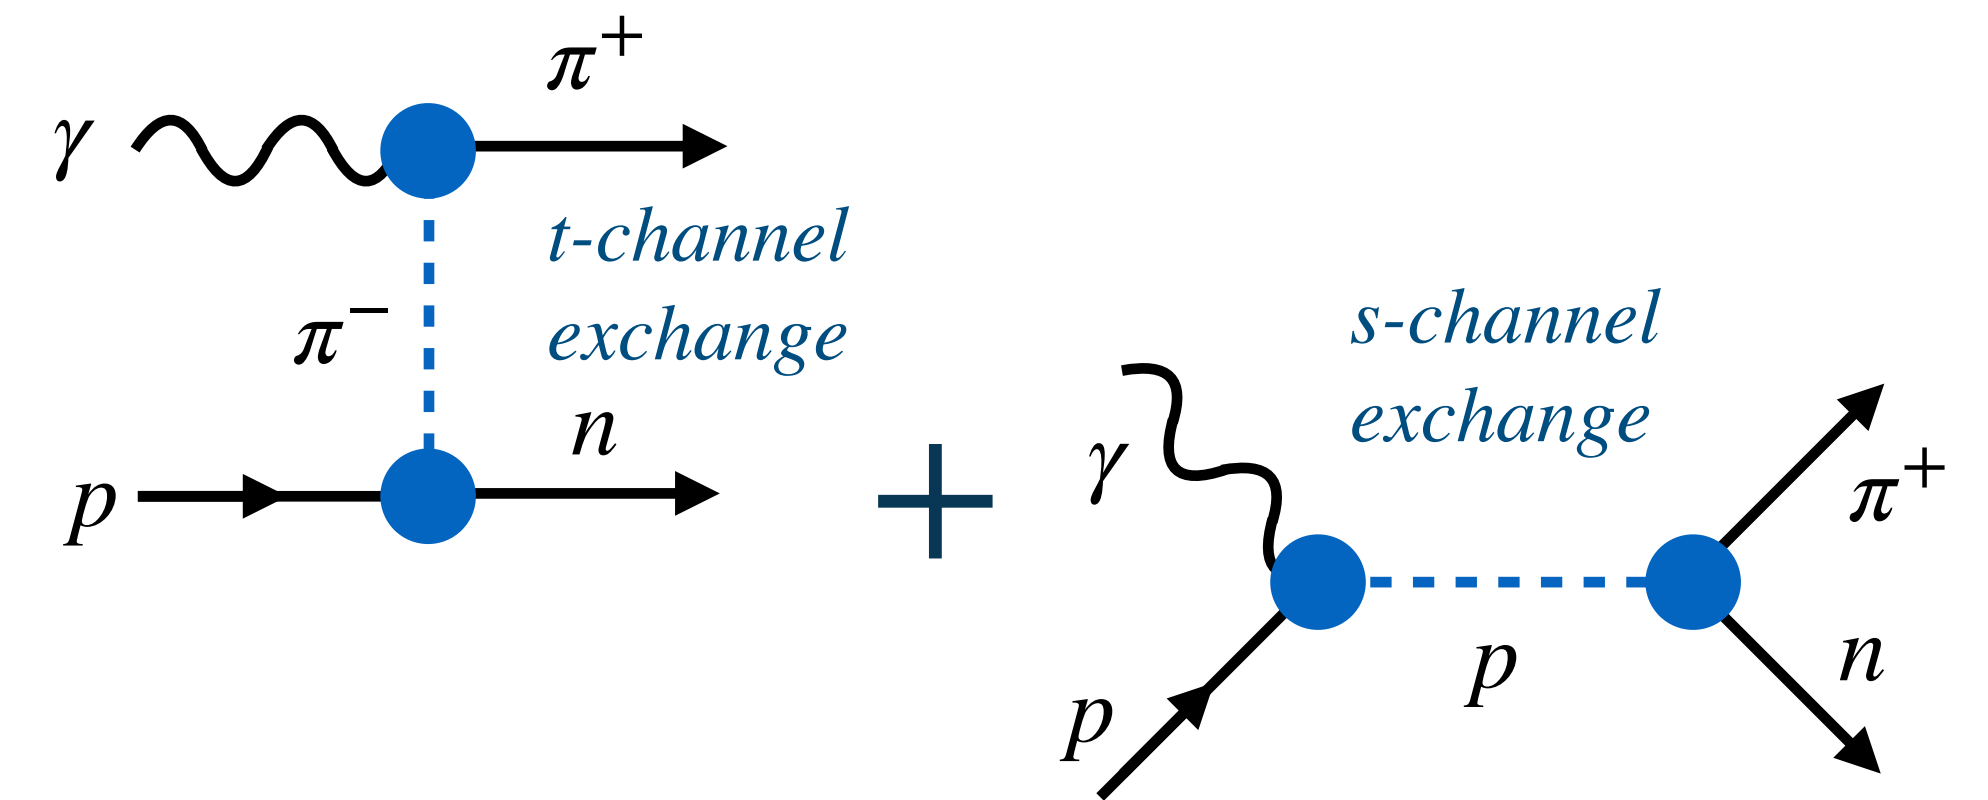 π⁺
γ
t-channel
exchange
π⁻
n
p
+
s-channel
exchange
γ
π⁺
n
p
p